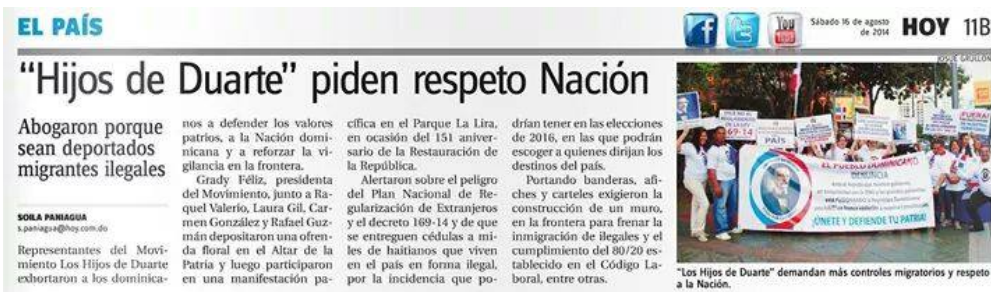 EL PAÍS
f
You
Sábado 16 de agosto
de 2014
HOY 11B
"Hijos de Duarte" piden respeto Nación
Abogaron porque
sean deportados
migrantes ilegales
SOILA PANIAGUA
s.paniagua@hoy.com.do
Representantes del Movi-
miento Los Hijos de Duarte
exhortaron a los dominica-
nos a defender los valores
patrios, a la Nación domi-
nicana y a reforzar la vi-
gilancia en la frontera.
Grady Féliz, presidenta
del Movimiento, junto a Ra-
quel Valerio, Laura Gil, Car-
men González y Rafael Guz-
mán depositaron una ofren-
da floral en el Altar de la
Patria y luego participaron
en una manifestación pa-
cífica en el Parque La Lira,
en ocasión del 151 aniver-
sario de la Restauración de
la República.
Alertaron sobre el peligro
del Plan Nacional de Re-
gularización de Extranjeros
y el decreto 169-14 y de que
se entreguen cédulas a mi-
les de haitianos que viven
en el país en forma ilegal,
por la incidencia que po-
drían tener en las elecciones
de 2016, en las que podrán
escoger a quienes dirijan los
destinos del país.
Portando banderas, afi-
ches y carteles exigieron la
construcción de un muro,
en la frontera para frenar la
inmigración de ilegales y el
cumplimiento del 80/20 es-
tablecido en el Código La-
boral, entre otras.
JOSUE GRULLON
169-14
FUERA
PAÍS
EL PUEBLO DOMINICANO
DENUNCIA
ÚNETE Y DEFIENDE TU PATRIA!
"Los Hijos de Duarte" demandan más controles migratorios y respeto
a la Nación.